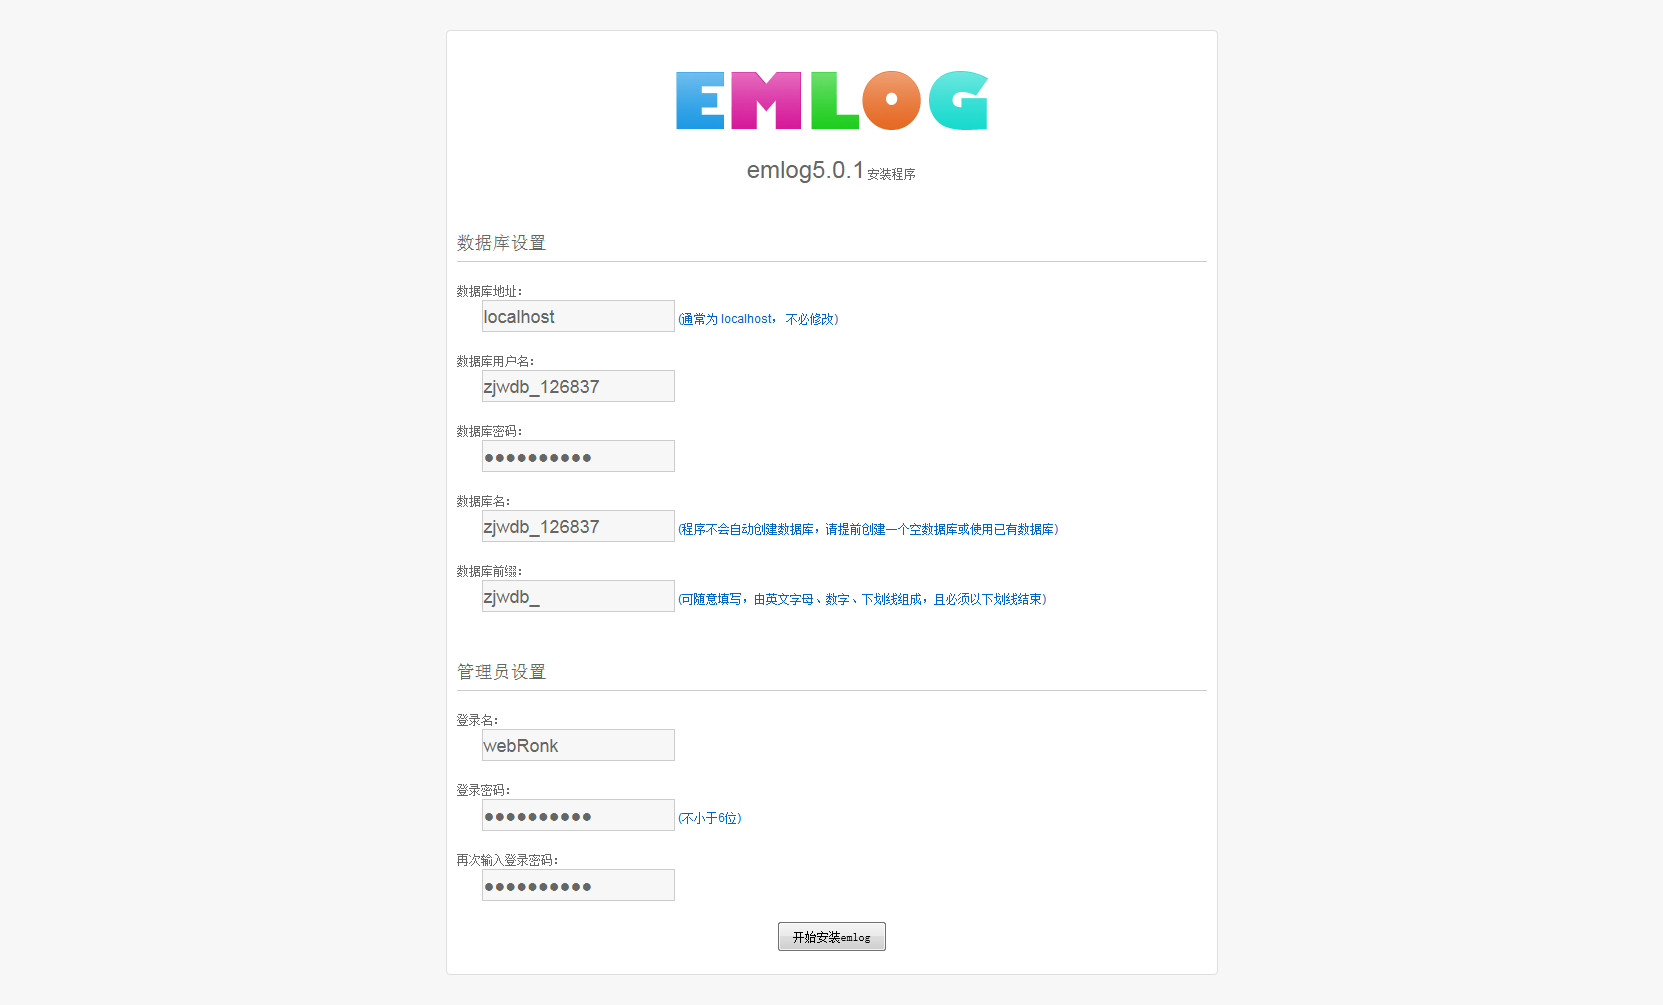 EMLOG
emlog5.0.1安装程序
数据库设置
数据库地址：
localhost (通常为 localhost， 不必修改)
数据库用户名：
zjwdb_126837
数据库密码：
●●●●●●●●●●
数据库名：
zjwdb_126837 (程序不会自动创建数据库，请提前创建一个空数据库或使用已有数据库)
数据库前缀：
zjwdb_ (可随意填写，由英文字母、数字、下划线组成，且必须以下划线结束)
管理员设置
登录名：
webRonk
登录密码：
●●●●●●●●●● (不小于6位)
再次输入登录密码：
●●●●●●●●●●
开始安装emlog